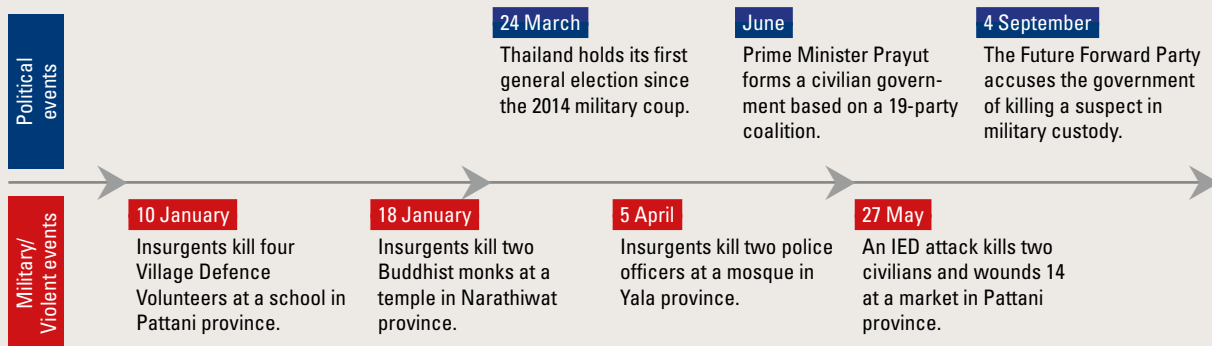 Political
events
24 March
Thailand holds its first
general election since
the 2014 military coup.
June
Prime Minister Prayut
forms a civilian govern-
ment based on a 19-party
coalition.
4 September
The Future Forward Party
accuses the government
of killing a suspect in
military custody.
Military/
Violent events
10 January
Insurgents kill four
Village Defence
Volunteers at a school in
Pattani province.
18 January
Insurgents kill two
Buddhist monks at a
temple in Narathiwat
province.
5 April
Insurgents kill two police
officers at a mosque in
Yala province.
27 May
An IED attack kills two
civilians and wounds 14
at a market in Pattani
province.